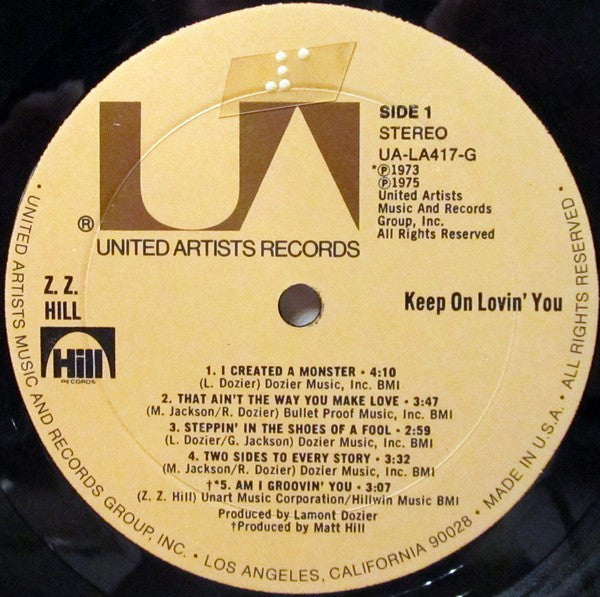 UA
®
UNITED ARTISTS RECORDS
SIDE 1
STEREO
UA-LA417-G
*Ⓟ1973
Ⓟ1975
United Artists
Music And Records
Group, Inc.
All Rights Reserved
Z. Z.
HILL
Hill
RECORDS
Keep On Lovin' You
1. I CREATED A MONSTER • 4:10
(L. Dozier) Dozier Music, Inc. BMI
2. THAT AIN'T THE WAY YOU MAKE LOVE • 3:47
(M. Jackson/R. Dozier) Bullet Proof Music, Inc. BMI
3. STEPPIN' IN THE SHOES OF A FOOL • 2:59
(L. Dozier/G. Jackson) Dozier Music, Inc. BMI
4. TWO SIDES TO EVERY STORY • 3:32
(M. Jackson/R. Dozier) Dozier Music, Inc. BMI
†*5. AM I GROOVIN' YOU • 3:07
(Z. Z. Hill) Unart Music Corporation/Hillwin Music BMI
Produced by Lamont Dozier
†Produced by Matt Hill
• UNITED ARTISTS MUSIC AND RECORDS GROUP, INC. • LOS ANGELES, CALIFORNIA 90028 • MADE IN U.S.A. • ALL RIGHTS RESERVED •